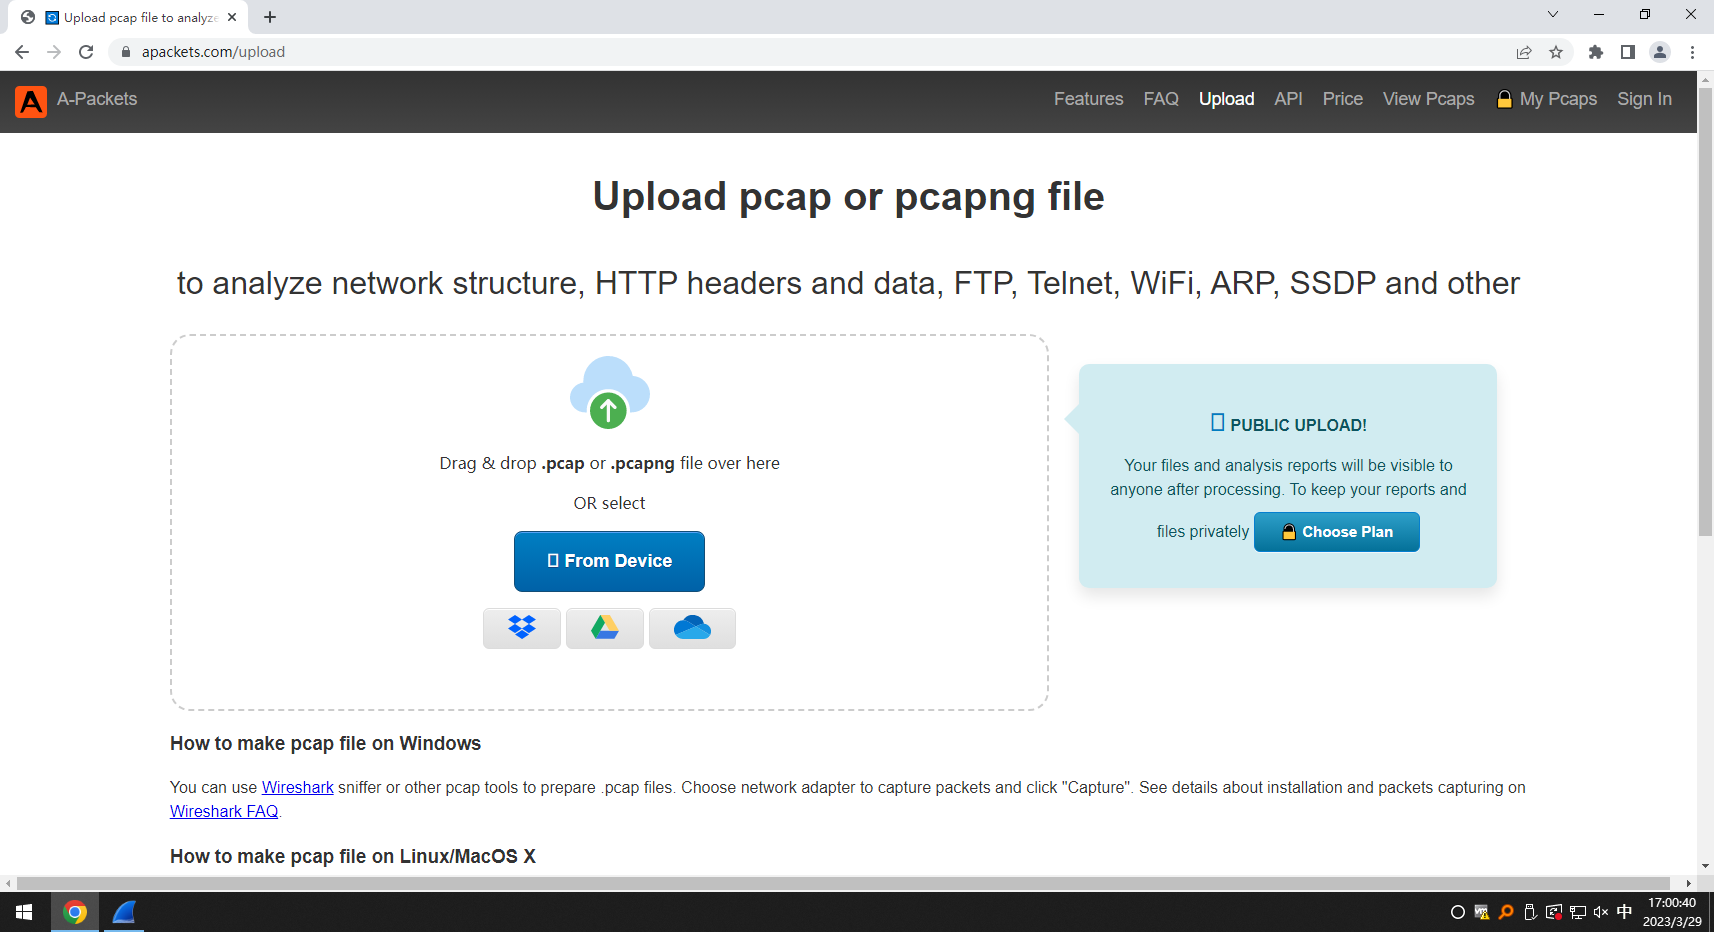 Upload pcap file to analyze
apackets.com/upload
A-Packets
Features FAQ Upload API Price View Pcaps My Pcaps Sign In
Upload pcap or pcapng file
to analyze network structure, HTTP headers and data, FTP, Telnet, WiFi, ARP, SSDP and other
Drag & drop .pcap or .pcapng file over here
OR select
From Device
PUBLIC UPLOAD!
Your files and analysis reports will be visible to
anyone after processing. To keep your reports and
files privately Choose Plan
How to make pcap file on Windows
You can use Wireshark sniffer or other pcap tools to prepare .pcap files. Choose network adapter to capture packets and click "Capture". See details about installation and packets capturing on
Wireshark FAQ.
How to make pcap file on Linux/MacOS X
中
17:00:40
2023/3/29